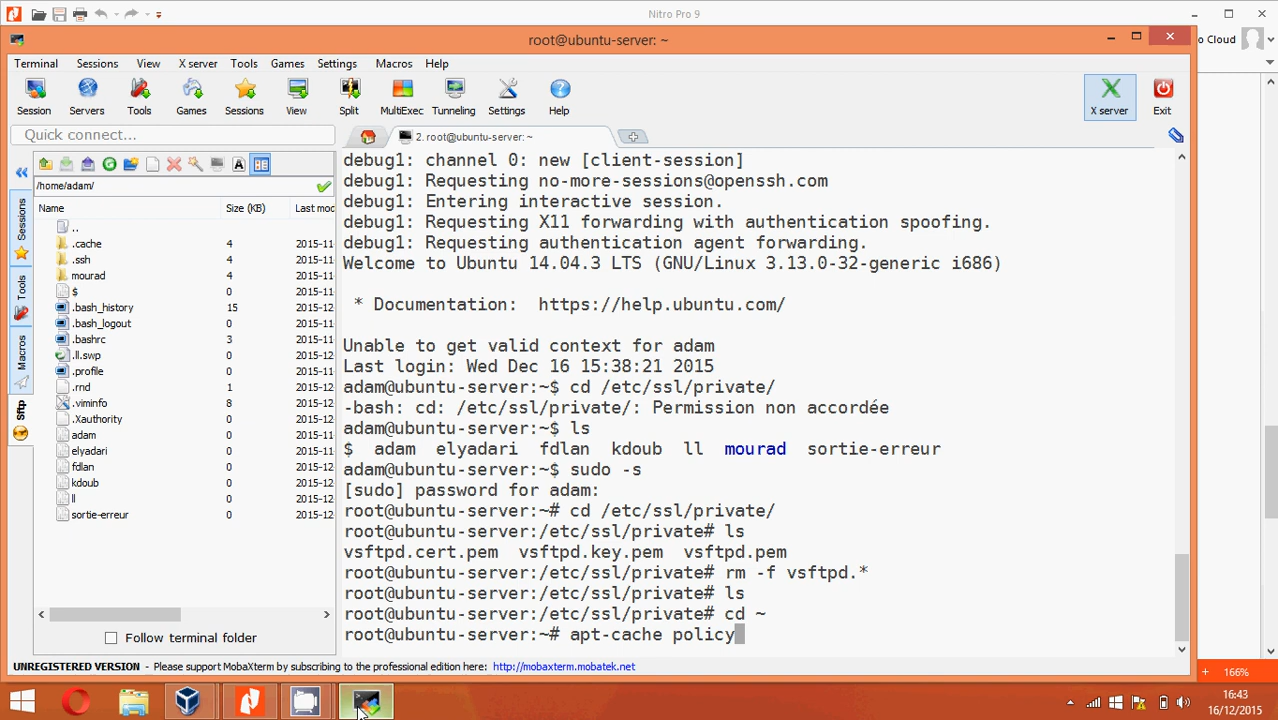 Nitro Pro 9
root@ubuntu-server: ~
o Cloud
Terminal Sessions View X server Tools Games Settings Macros Help
Session Servers Tools Games Sessions View Split MultiExec Tunneling Settings Help X server Exit
Quick connect...
2. root@ubuntu-server: ~
/home/adam/
Name Size (KB) Last mod
..
.cache 4 2015-11
.ssh 4 2015-11
mourad 4 2015-11
$ 0 2015-11
.bash_history 15 2015-12
.bash_logout 0 2015-11
.bashrc 3 2015-11
.ll.swp 0 2015-12
.profile 0 2015-11
.rnd 1 2015-12
.viminfo 8 2015-12
.Xauthority 0 2015-12
adam 0 2015-12
elyadari 0 2015-12
fdlan 0 2015-12
kdoub 0 2015-12
ll 0 2015-12
sortie-erreur 0 2015-12
Follow terminal folder
Sessions
Tools
Macros
Sftp
debug1: channel 0: new [client-session]
debug1: Requesting no-more-sessions@openssh.com
debug1: Entering interactive session.
debug1: Requesting X11 forwarding with authentication spoofing.
debug1: Requesting authentication agent forwarding.
Welcome to Ubuntu 14.04.3 LTS (GNU/Linux 3.13.0-32-generic i686)
* Documentation: https://help.ubuntu.com/
Unable to get valid context for adam
Last login: Wed Dec 16 15:38:21 2015
adam@ubuntu-server:~$ cd /etc/ssl/private/
-bash: cd: /etc/ssl/private/: Permission non accordée
adam@ubuntu-server:~$ ls
$ adam elyadari fdlan kdoub ll mourad sortie-erreur
adam@ubuntu-server:~$ sudo -s
[sudo] password for adam:
root@ubuntu-server:~# cd /etc/ssl/private/
root@ubuntu-server:/etc/ssl/private# ls
vsftpd.cert.pem vsftpd.key.pem vsftpd.pem
root@ubuntu-server:/etc/ssl/private# rm -f vsftpd.*
root@ubuntu-server:/etc/ssl/private# ls
root@ubuntu-server:/etc/ssl/private# cd ~
root@ubuntu-server:~# apt-cache policy
UNREGISTERED VERSION - Please support MobaXterm by subscribing to the professional edition here: http://mobaxterm.mobatek.net
166%
16:43
16/12/2015